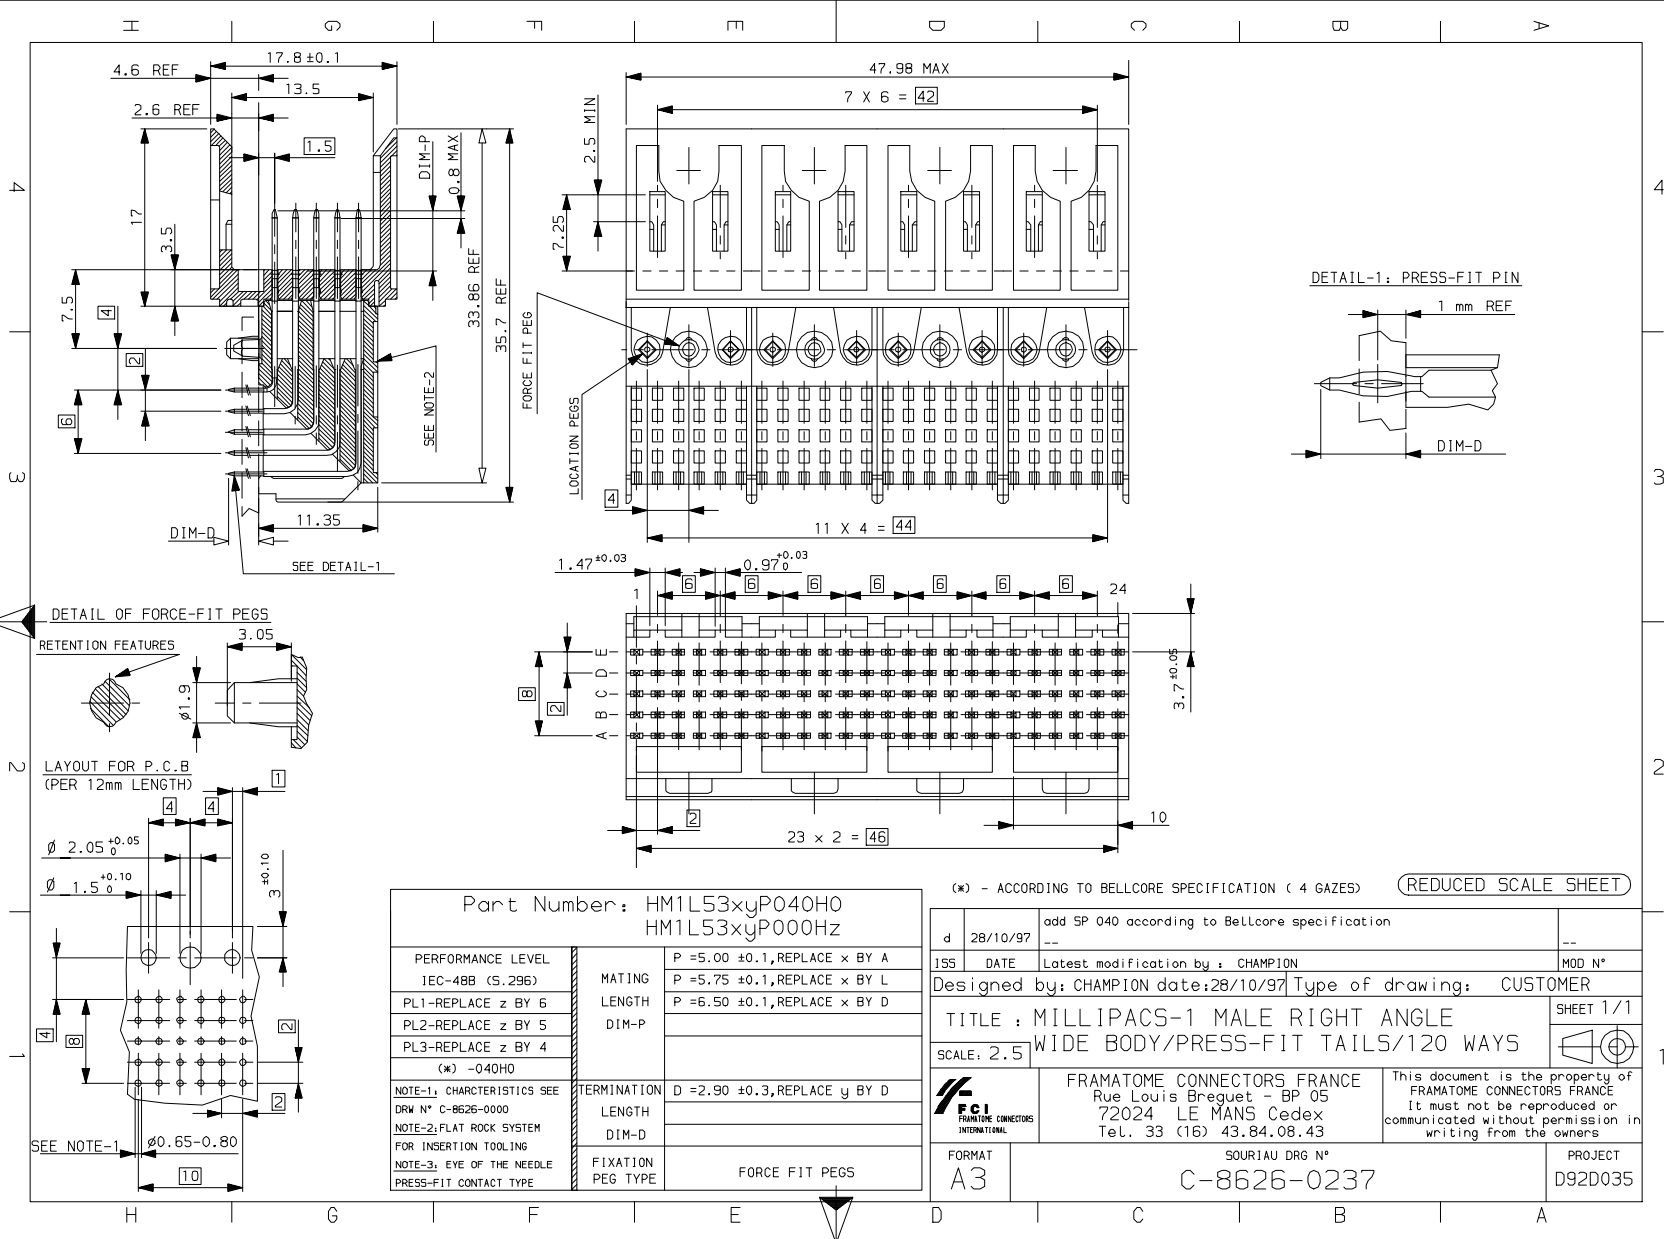 H G F E D C B A
17.8 ±0.1
4.6 REF
13.5
2.6 REF
1.5
DIM-P
0.8 MAX
17
3.5
7.5
4
2
6
33.86 REF
35.7 REF
SEE NOTE-2
11.35
DIM-D
SEE DETAIL-1
47.98 MAX
7 X 6 = 42
2.5 MIN
7.25
FORCE FIT PEG
LOCATION PEGS
4
11 X 4 = 44
DETAIL-1: PRESS-FIT PIN
1 mm REF
DIM-D
4
3
2
1
4
3
2
1
1.47 ±0.03
0.97 +0.03 0
6 6 6 6 6 6 6
1
24
E
D
C
B
A
8
2
3.7 ±0.05
2
10
23 x 2 = 46
DETAIL OF FORCE-FIT PEGS
RETENTION FEATURES
3.05
ø1.9
LAYOUT FOR P.C.B
(PER 12mm LENGTH)
1
4 4
Ø 2.05 +0.05 0
Ø 1.5 +0.10 0
3 ±0.10
4
8
2
2
SEE NOTE-1
ø0.65-0.80
10
Part Number: HM1L53xyP040H0
HM1L53xyP000Hz
PERFORMANCE LEVEL
IEC-48B (S.296)
PL1-REPLACE z BY 6
PL2-REPLACE z BY 5
PL3-REPLACE z BY 4
(*) -040H0
NOTE-1: CHARCTERISTICS SEE
DRW N° C-8626-0000
NOTE-2:FLAT ROCK SYSTEM
FOR INSERTION TOOLING
NOTE-3: EYE OF THE NEEDLE
PRESS-FIT CONTACT TYPE
MATING
LENGTH
DIM-P
P =5.00 ±0.1,REPLACE x BY A
P =5.75 ±0.1,REPLACE x BY L
P =6.50 ±0.1,REPLACE x BY D
TERMINATION
LENGTH
DIM-D
D =2.90 ±0.3,REPLACE y BY D
FIXATION
PEG TYPE
FORCE FIT PEGS
(*) - ACCORDING TO BELLCORE SPECIFICATION ( 4 GAZES)
REDUCED SCALE SHEET
d 28/10/97 add SP 040 according to BeLLcore specification
-- --
ISS DATE Latest modification by : CHAMPION MOD N°
Designed by: CHAMPION date:28/10/97 Type of drawing: CUSTOMER
TITLE : MILLIPACS-1 MALE RIGHT ANGLE
WIDE BODY/PRESS-FIT TAILS/120 WAYS
SHEET 1/1
SCALE: 2.5
FCI
FRAMATOME CONNECTORS
INTERNATIONAL
FRAMATOME CONNECTORS FRANCE
Rue Louis Breguet - BP 05
72024 LE MANS Cedex
Tel. 33 (16) 43.84.08.43
This document is the property of
FRAMATOME CONNECTORS FRANCE
It must not be reproduced or
communicated without permission in
writing from the owners
FORMAT
A3
SOURIAU DRG N°
C-8626-0237
PROJECT
D92D035
H G F E D C B A